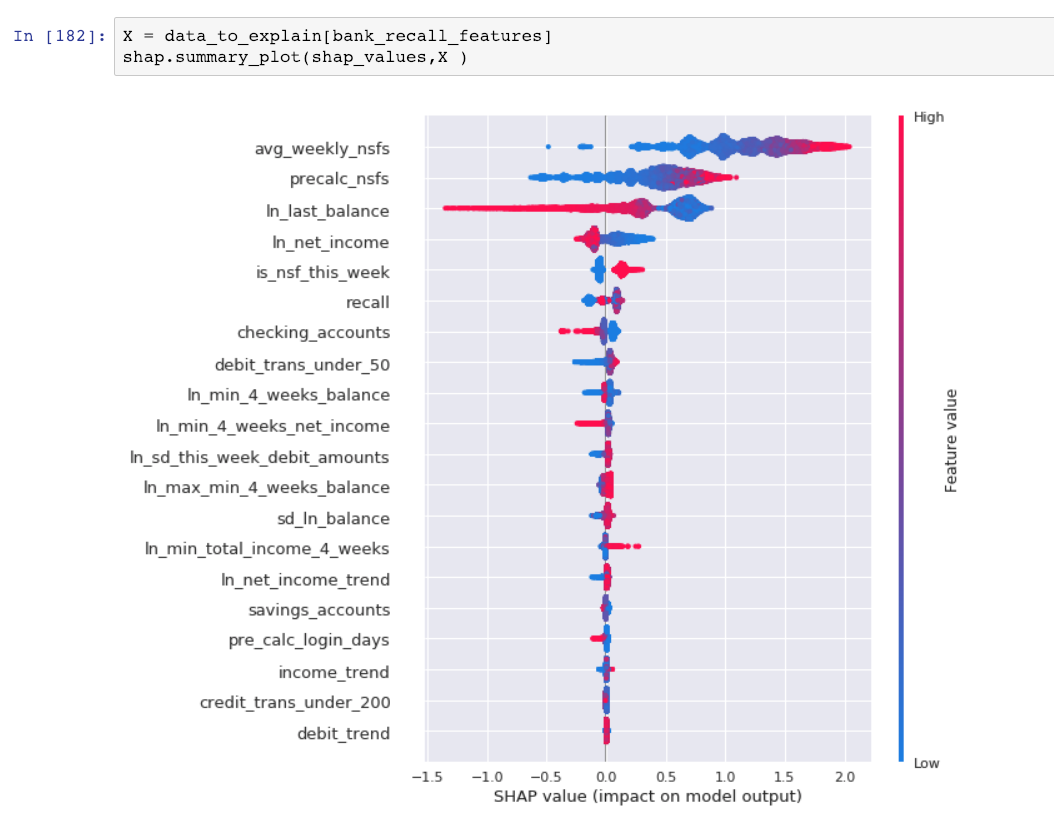 In [182]: X = data_to_explain[bank_recall_features]
shap.summary_plot(shap_values,X )
High
avg_weekly_nsfs
precalc_nsfs
ln_last_balance
ln_net_income
is_nsf_this_week
recall
checking_accounts
debit_trans_under_50
ln_min_4_weeks_balance
ln_min_4_weeks_net_income
ln_sd_this_week_debit_amounts
ln_max_min_4_weeks_balance
sd_ln_balance
ln_min_total_income_4_weeks
ln_net_income_trend
savings_accounts
pre_calc_login_days
income_trend
credit_trans_under_200
debit_trend
Feature value
Low
−1.5 −1.0 −0.5 0.0 0.5 1.0 1.5 2.0
SHAP value (impact on model output)